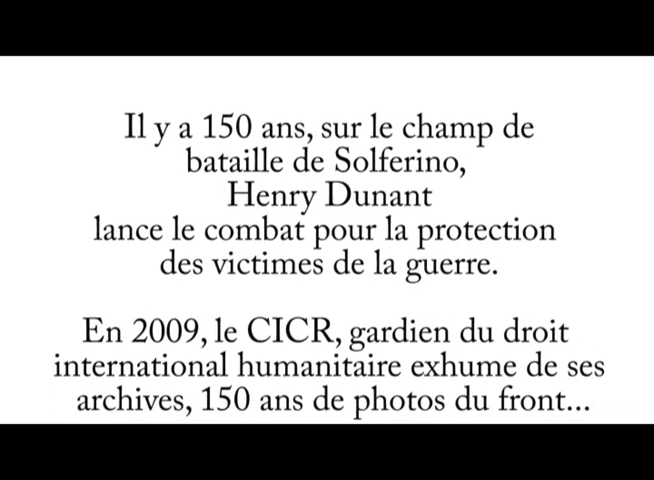 Il y a 150 ans, sur le champ de
bataille de Solferino,
Henry Dunant
lance le combat pour la protection
des victimes de la guerre.
En 2009, le CICR, gardien du droit
international humanitaire exhume de ses
archives, 150 ans de photos du front...